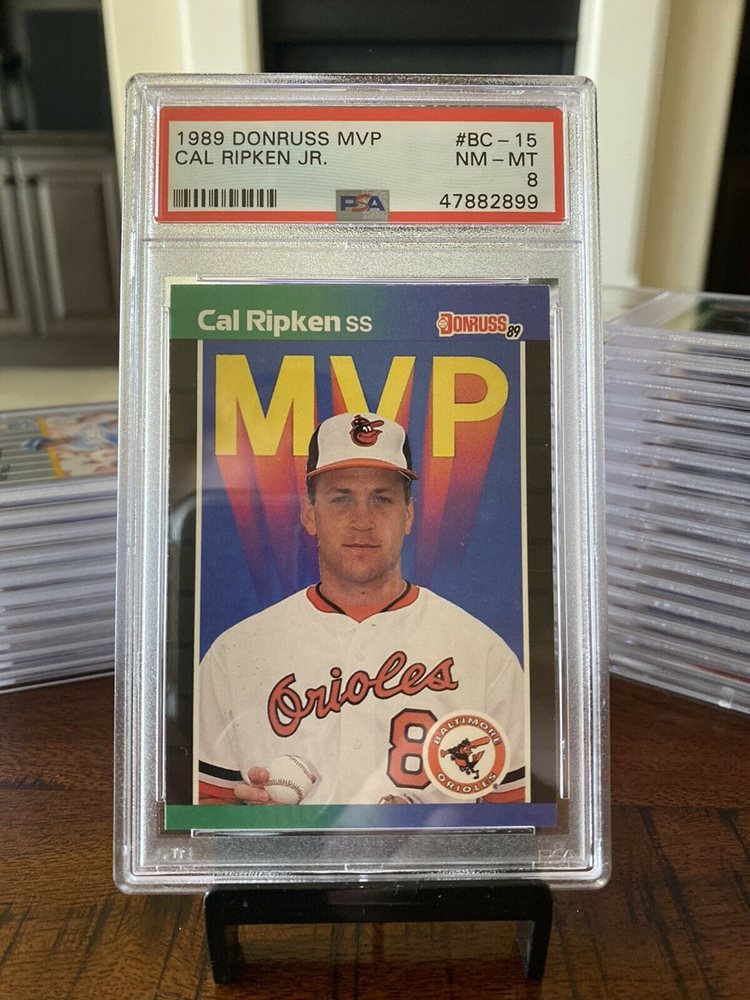 1989 DONRUSS MVP #BC-15
CAL RIPKEN JR. NM-MT
8
PSA 47882899
Cal Ripken SS DONRUSS 89
MVP
Orioles
8
BALTIMORE
ORIOLES